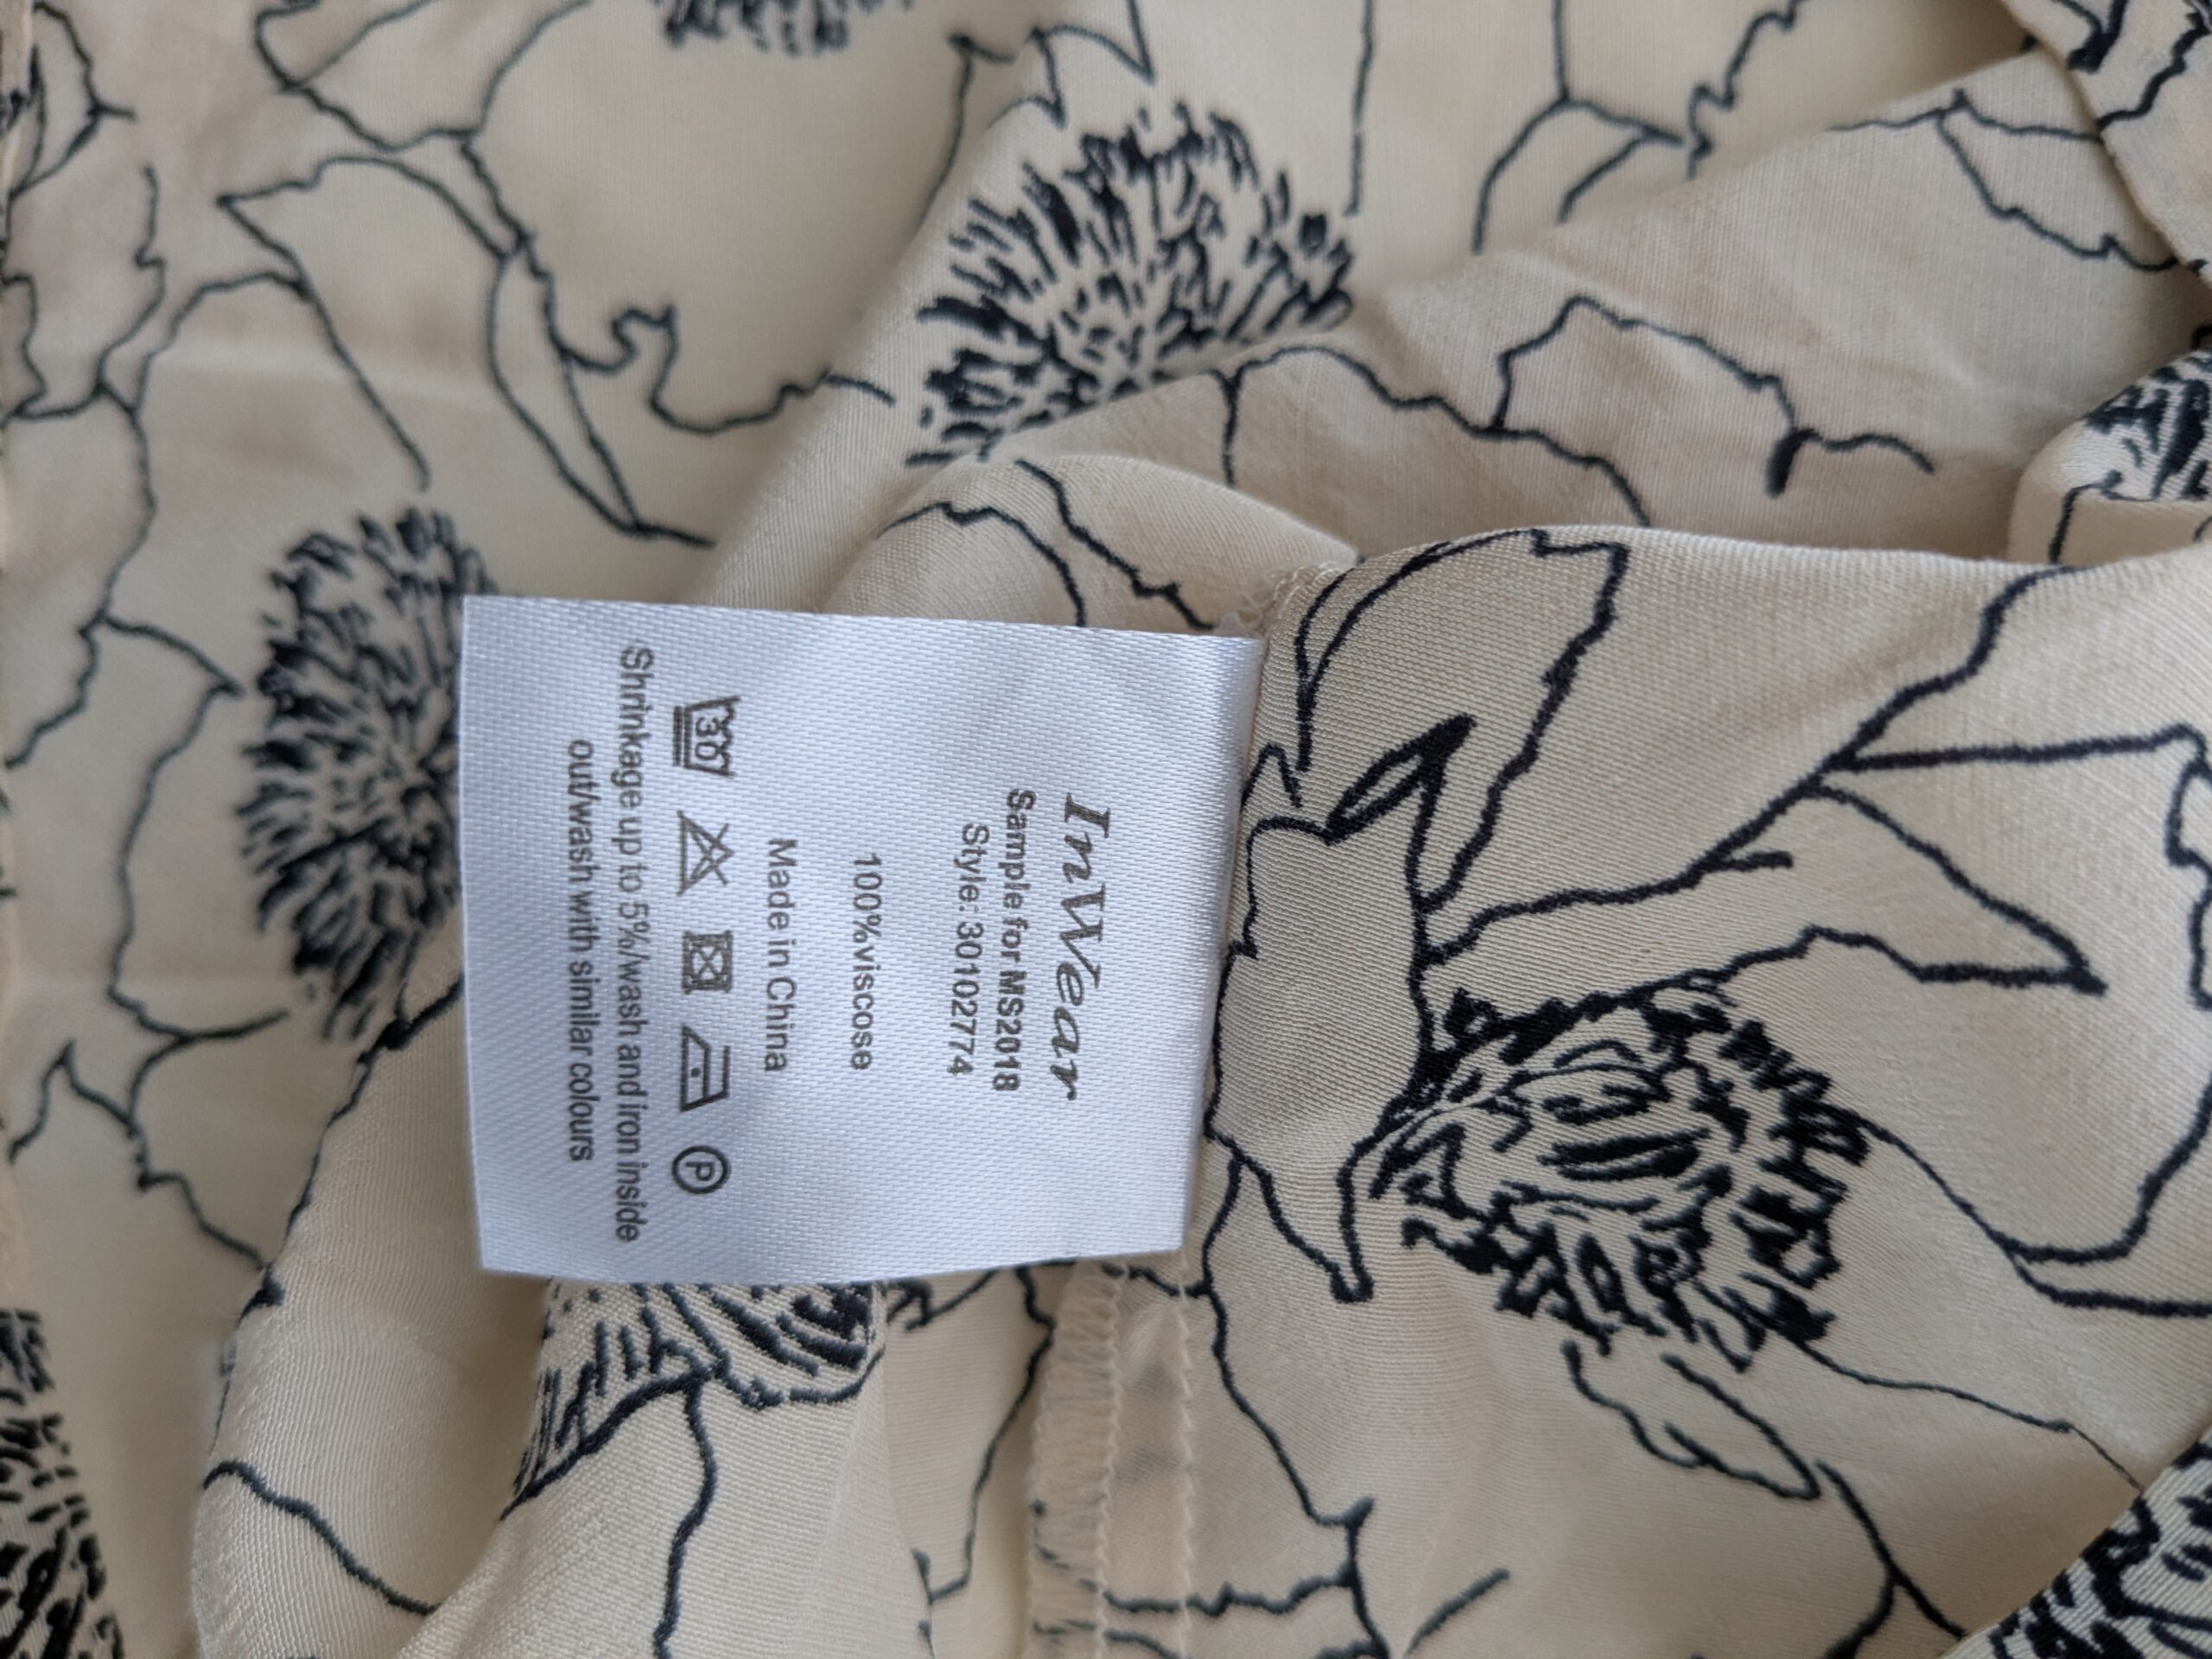 InWear
Sample for MS2018
Style: 30102774
100%viscose
Made in China
30 P
Shrinkage up to 5%/wash and iron inside
out/wash with similar colours